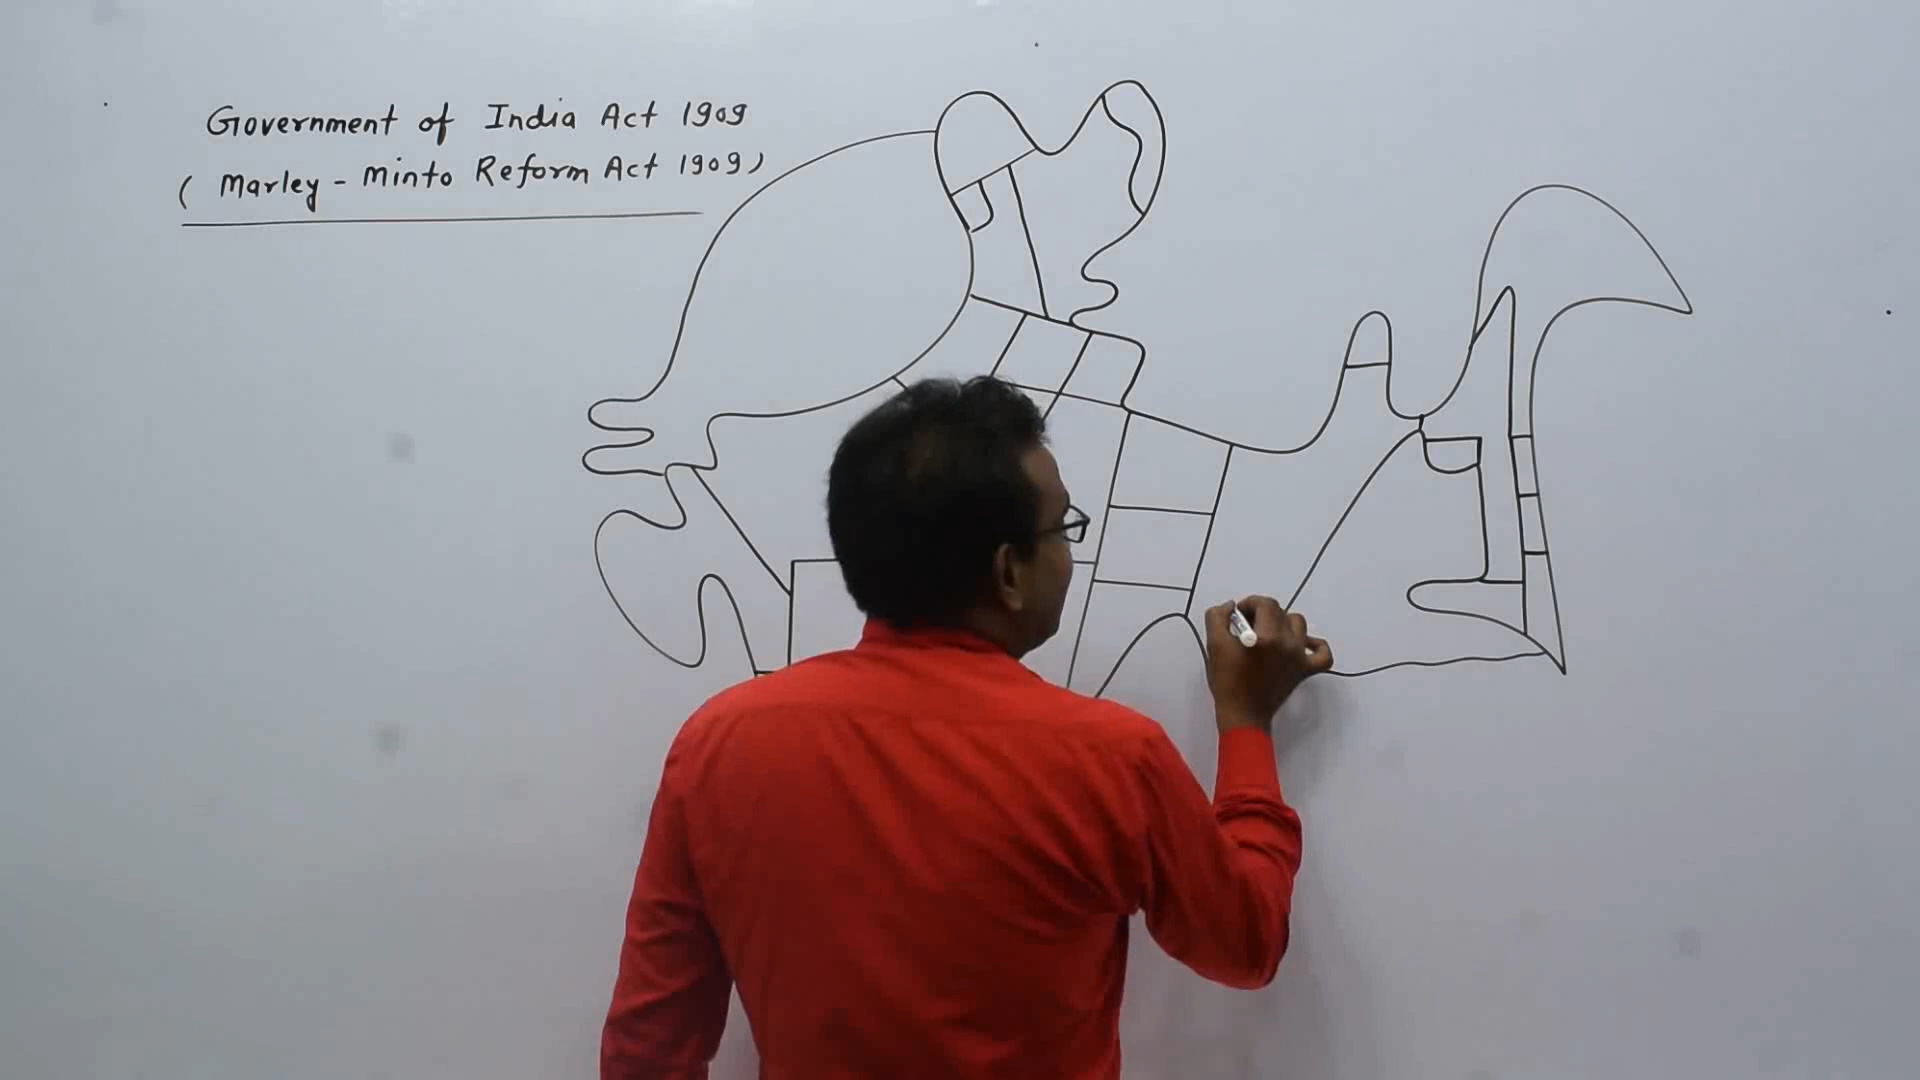 Government of India Act 1909
( Marley - Minto Reform Act 1909)